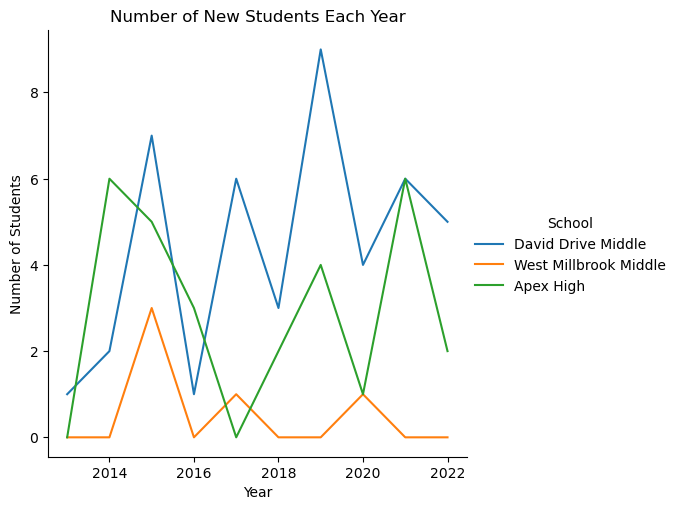 Number of New Students Each Year
Number of Students
8
6
4
2
0
2014 2016 2018 2020 2022
Year
School
David Drive Middle
West Millbrook Middle
Apex High